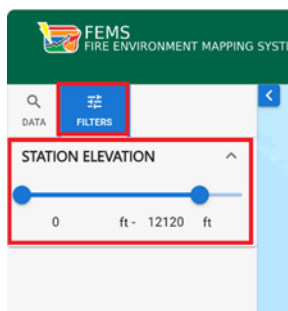 FEMS
FIRE ENVIRONMENT MAPPING SYST
DATA
FILTERS
STATION ELEVATION
0 ft - 12120 ft